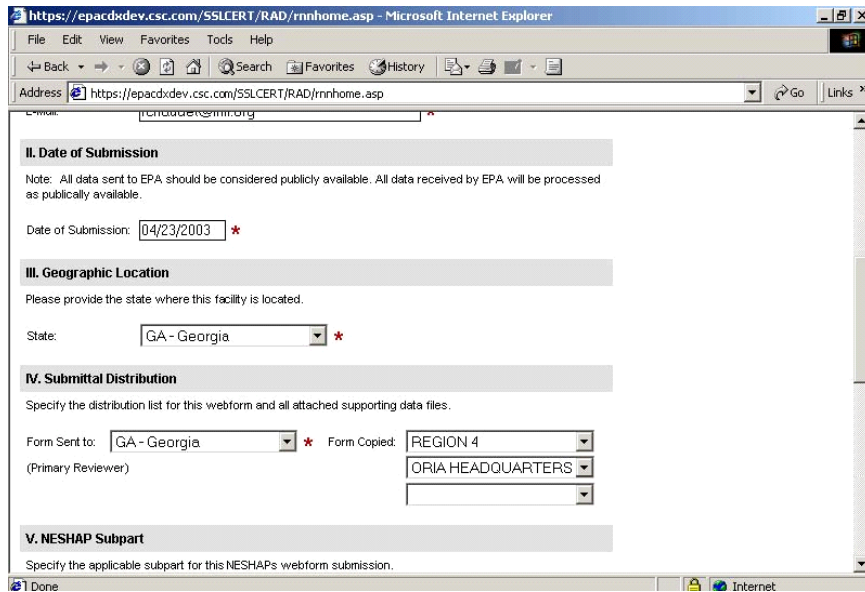 https://epacdxdev.csc.com/SSLCERT/RAD/rnnhome.asp - Microsoft Internet Explorer
File Edit View Favorites Tools Help
Back Search Favorites History
Address https://epacdxdev.csc.com/SSLCERT/RAD/rnnhome.asp Go Links »
E-Mail: *
II. Date of Submission
Note: All data sent to EPA should be considered publicly available. All data received by EPA will be processed
as publically available.
Date of Submission: 04/23/2003 *
III. Geographic Location
Please provide the state where this facility is located.
State: GA - Georgia *
IV. Submittal Distribution
Specify the distribution list for this webform and all attached supporting data files.
Form Sent to: GA - Georgia * Form Copied: REGION 4
(Primary Reviewer) ORIA HEADQUARTERS
V. NESHAP Subpart
Specify the applicable subpart for this NESHAPs webform submission.
Done Internet